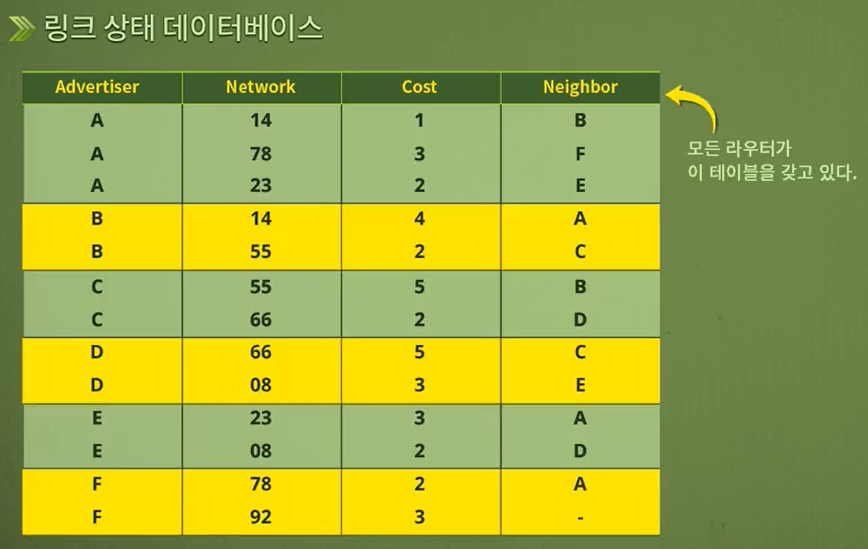 링크 상태 데이터베이스
Advertiser Network Cost Neighbor
A 14 1 B
A 78 3 F
A 23 2 E
B 14 4 A
B 55 2 C
C 55 5 B
C 66 2 D
D 66 5 C
D 08 3 E
E 23 3 A
E 08 2 D
F 78 2 A
F 92 3 -
모든 라우터가
이 테이블을 갖고 있다.